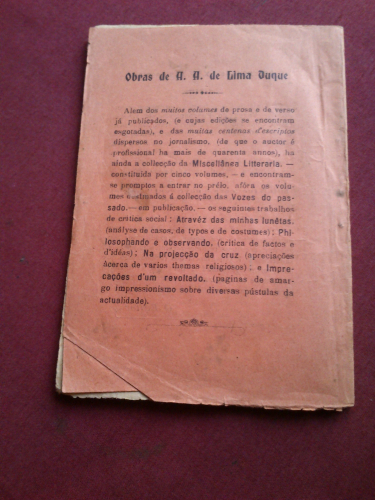 Obras de A. A. de Lima Duque
Alem dos muitos volumes de prosa e de verso
já publicados, (e cujas edições se encontram
esgotadas), e das muitas centenas d'escriptos
dispersos no jornalismo, (de que o auctor é
profissional ha mais de quarenta annos), ha
ainda a collecção da Miscellânea Litteraria. —
constituida por cinco volumes, — e encontram-
se promptos a entrar no prélo, afóra os volu-
mes destinados á collecção das Vozes do pas-
sado.—em publicação. — os seguintes trabalhos
de critica social : Atravéz das minhas lunêtas.
(anályse de casos, de typos e de costumes) ; Phi-
losophando e observendo. (critica de factos e
d'idéas) ; Na projecção da cruz (apreciações
ácerca de varios themas religiosos) ; e Impre-
cações d'um revoltado. (paginas de amar-
go impressionismo sobre diversas pústulas da
actualidade).